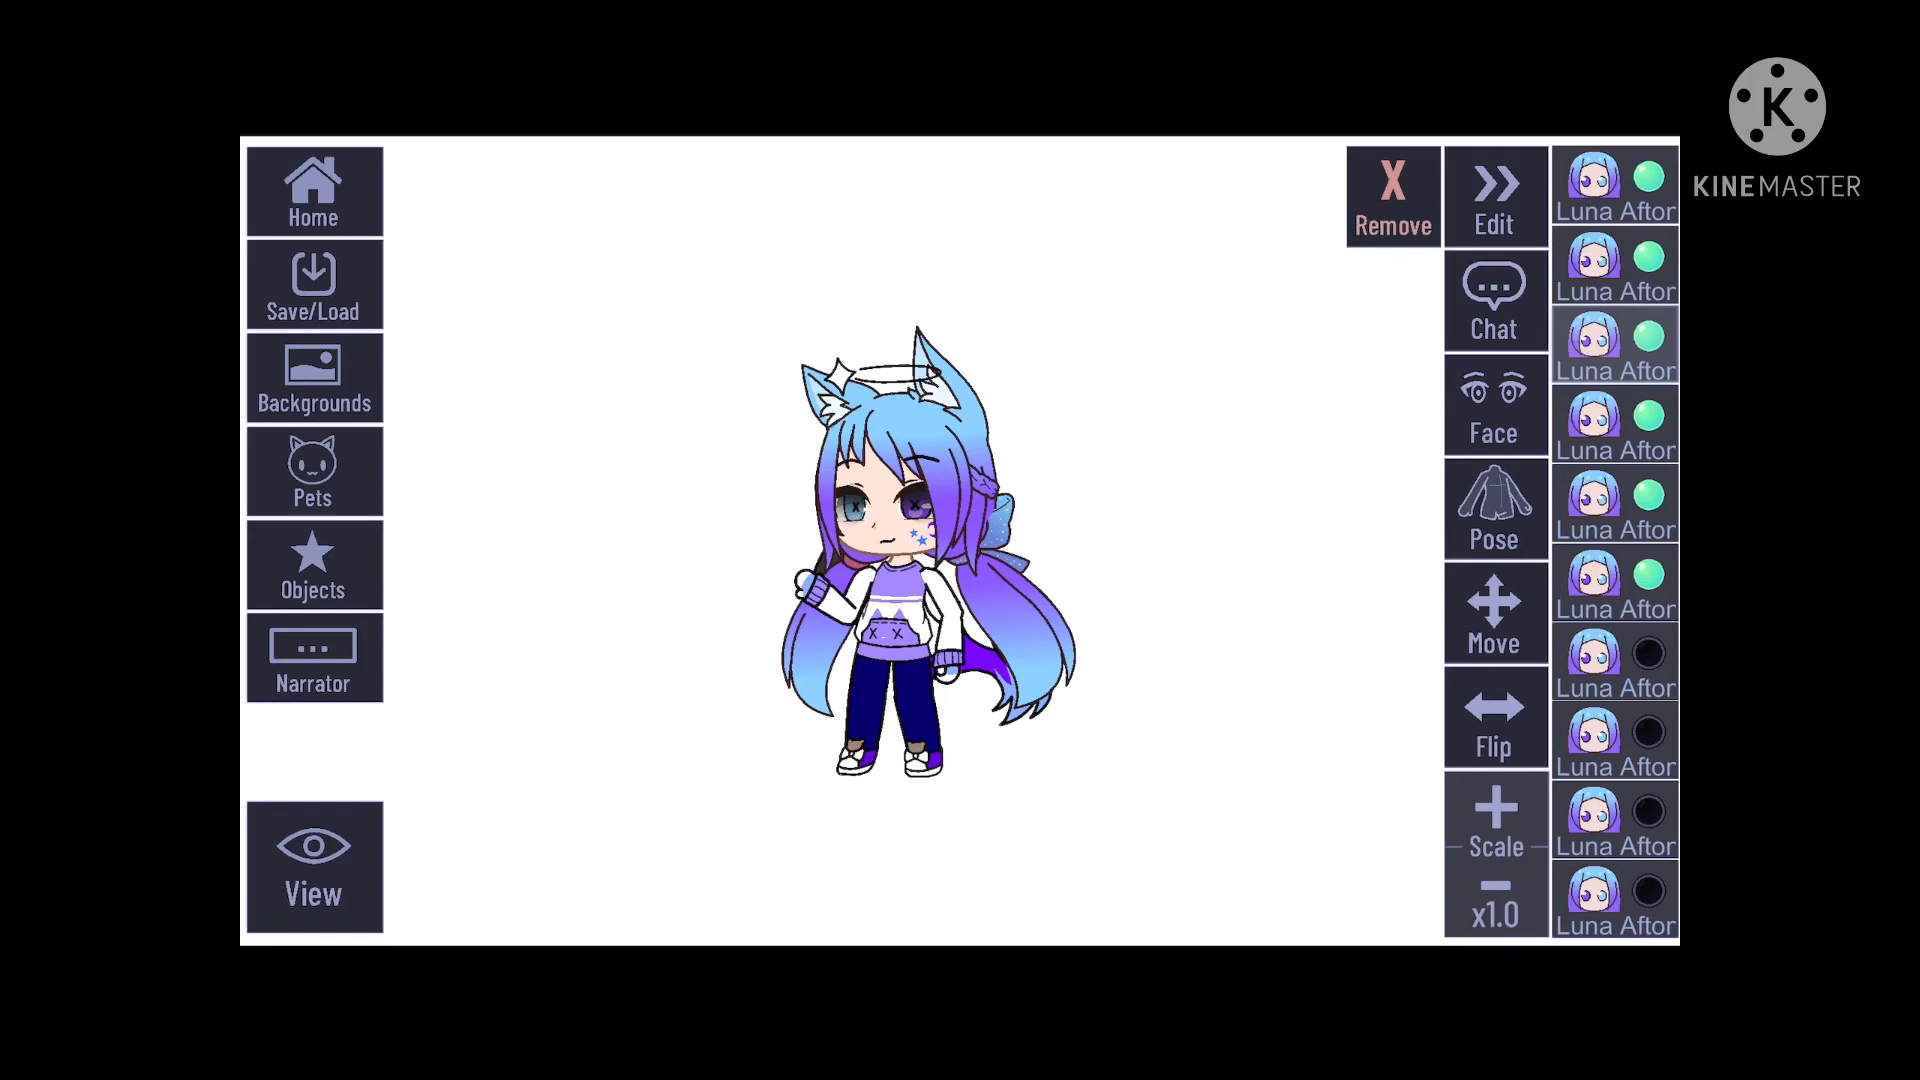 Home
Save/Load
Backgrounds
Pets
Objects
...
Narrator
View
X
Remove
Edit
...
Chat
Face
Pose
Move
Flip
+
Scale
-
x1.0
Luna Aftor
Luna Aftor
Luna Aftor
Luna Aftor
Luna Aftor
Luna Aftor
Luna Aftor
Luna Aftor
Luna Aftor
Luna Aftor
K
KINEMASTER